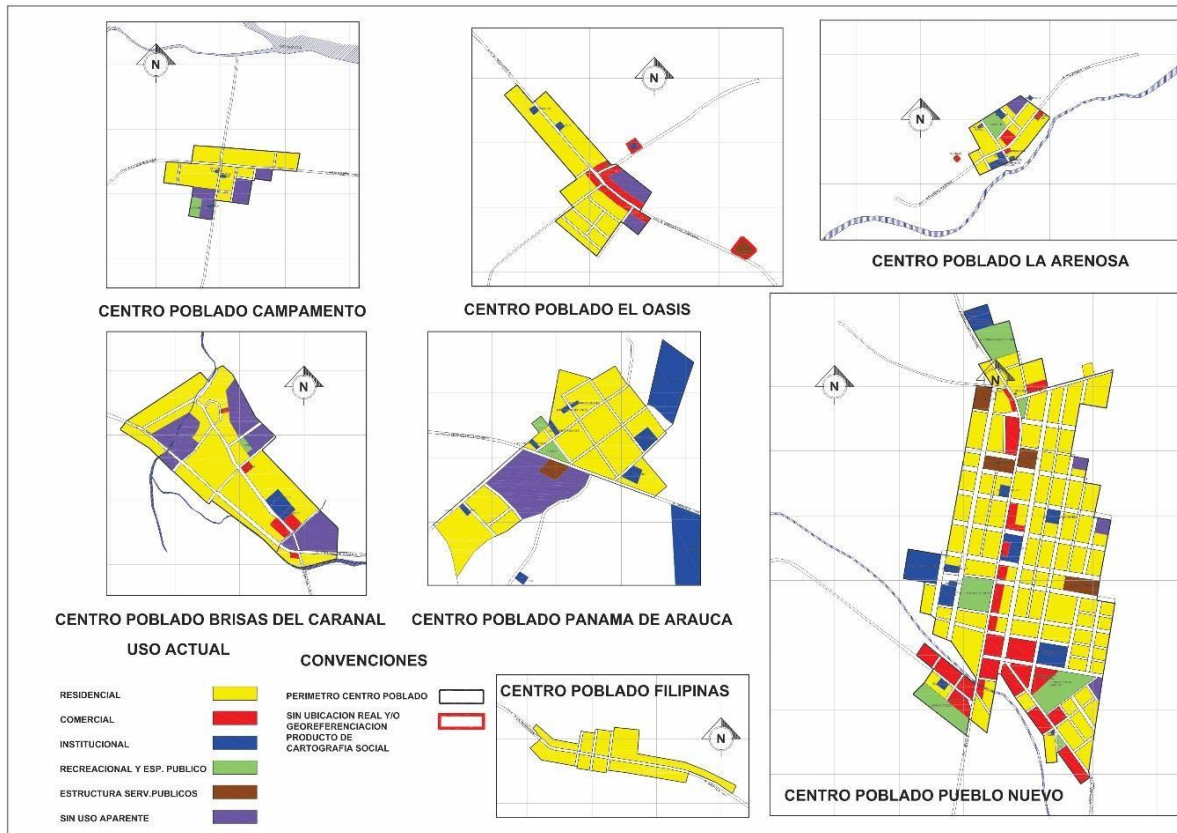 N
N
N
CENTRO POBLADO CAMPAMENTO
CENTRO POBLADO EL OASIS
CENTRO POBLADO LA ARENOSA
N
N
N
CENTRO POBLADO BRISAS DEL CARANAL
CENTRO POBLADO PANAMA DE ARAUCA
N
USO ACTUAL
RESIDENCIAL
COMERCIAL
INSTITUCIONAL
RECREACIONAL Y ESP. PUBLICO
ESTRUCTURA SERV.PUBLICOS
SIN USO APARENTE
CONVENCIONES
PERIMETRO CENTRO POBLADO
SIN UBICACION REAL Y/O
GEOREFERENCIACION
PRODUCTO DE
CARTOGRAFIA SOCIAL
CENTRO POBLADO FILIPINAS
N
CENTRO POBLADO PUEBLO NUEVO